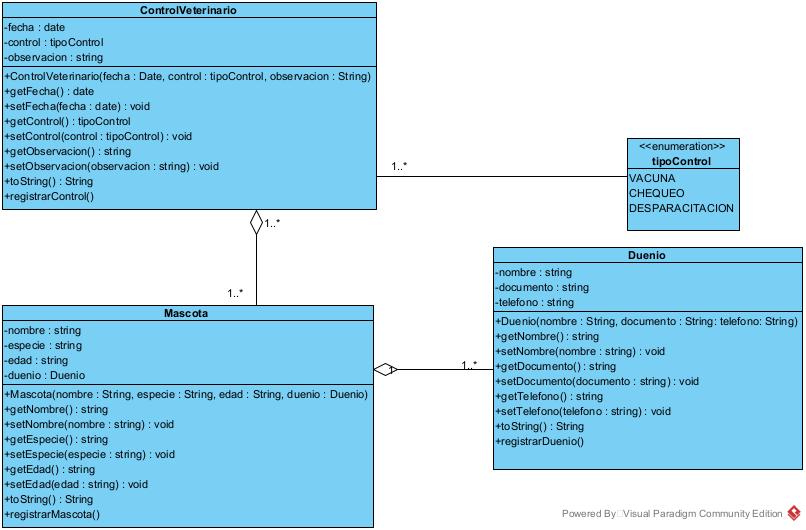 ControlVeterinario
-fecha : date
-control : tipoControl
-observacion : string
+ControlVeterinario(fecha : Date, control : tipoControl, observacion : String)
+getFecha() : date
+setFecha(fecha : date) : void
+getControl() : tipoControl
+setControl(control : tipoControl) : void
+getObservacion() : string
+setObservacion(observacion : string) : void
+toString() : String
+registrarControl()
1..*
<<enumeration>>
tipoControl
VACUNA
CHEQUEO
DESPARACITACION
1..*
1..*
Mascota
-nombre : string
-especie : string
-edad : string
-duenio : Duenio
+Mascota(nombre : String, especie : String, edad : String, duenio : Duenio)
+getNombre() : string
+setNombre(nombre : string) : void
+getEspecie() : string
+setEspecie(especie : string) : void
+getEdad() : string
+setEdad(edad : string) : void
+toString() : String
+registrarMascota()
1
1..*
Duenio
-nombre : string
-documento : string
-telefono : string
+Duenio(nombre : String, documento : String: telefono: String)
+getNombre() : string
+setNombre(nombre : string) : void
+getDocumento() : string
+setDocumento(documento : string) : void
+getTelefono() : string
+setTelefono(telefono : string) : void
+toString() : String
+registrarDuenio()
Powered By Visual Paradigm Community Edition